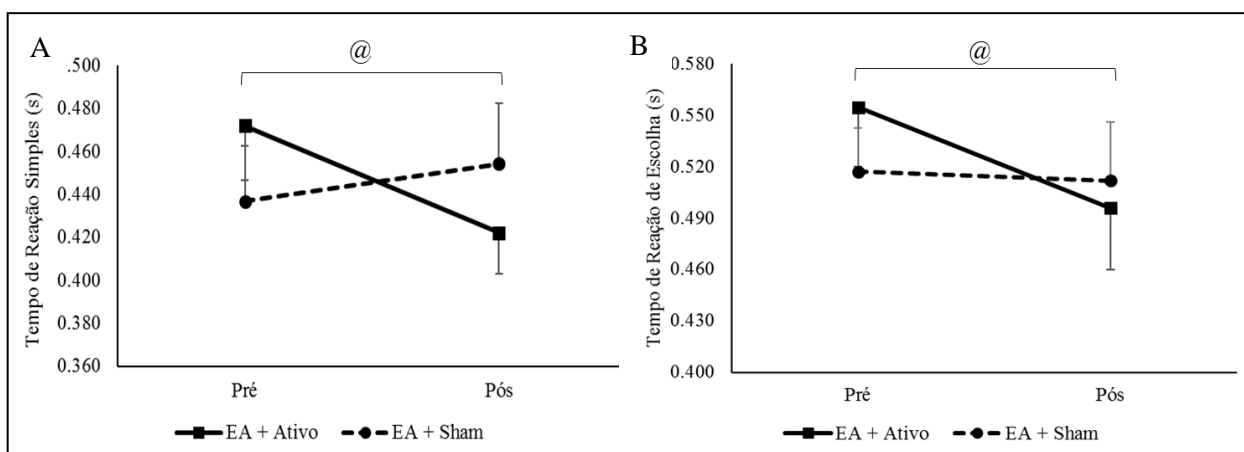 A
@
Tempo de Reação Simples (s)
.500
0.480
0.460
0.440
0.420
0.400
0.380
0.360
Pré Pós
EA + Ativo EA + Sham
B
@
Tempo de Reação de Escolha (s)
0.580
0.550
0.520
0.490
0.460
0.430
0.400
Pré Pós
EA + Ativo EA + Sham